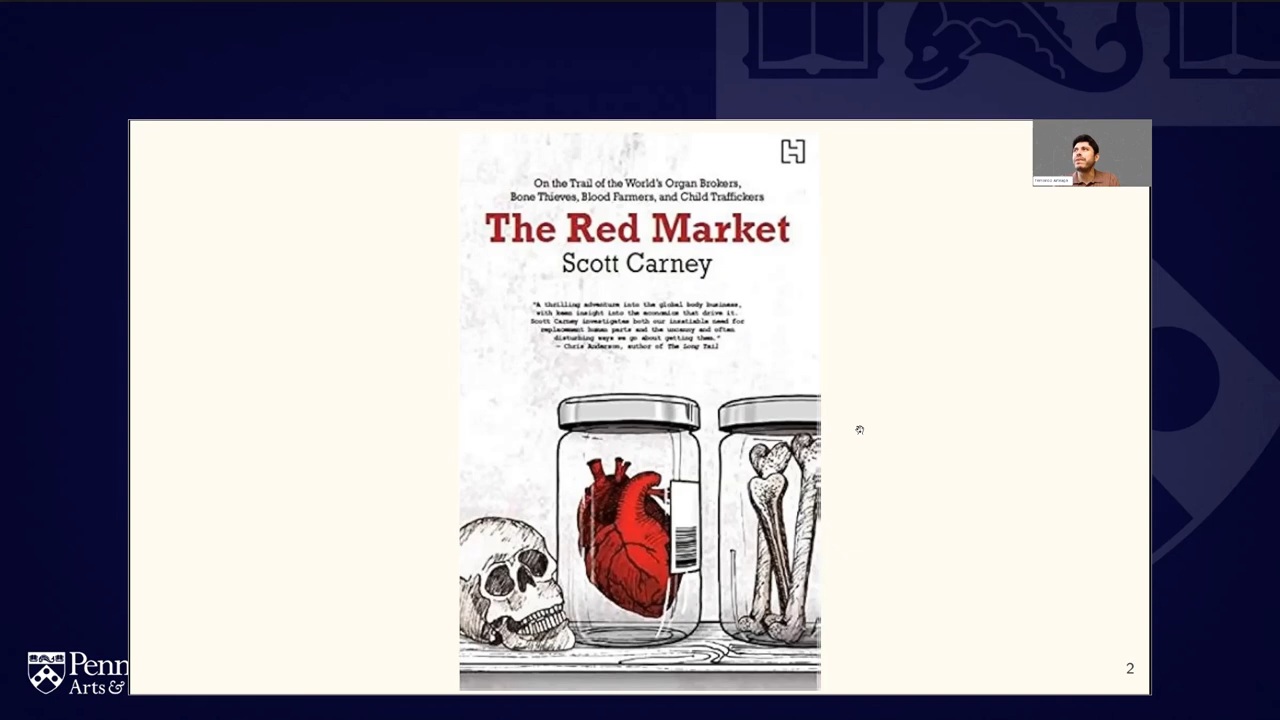 On the Trail of the World's Organ Brokers,
Bone Thieves, Blood Farmers, and Child Traffickers
The Red Market
Scott Carney
"A thrilling adventure into the global body business,
with keen insight into the economics that drive it.
Scott Carney investigates both our insatiable need for
replacement human parts and the uncanny and often
disturbing ways we go about getting them."
— Chris Anderson, author of The Long Tail
Penn
Arts &
2